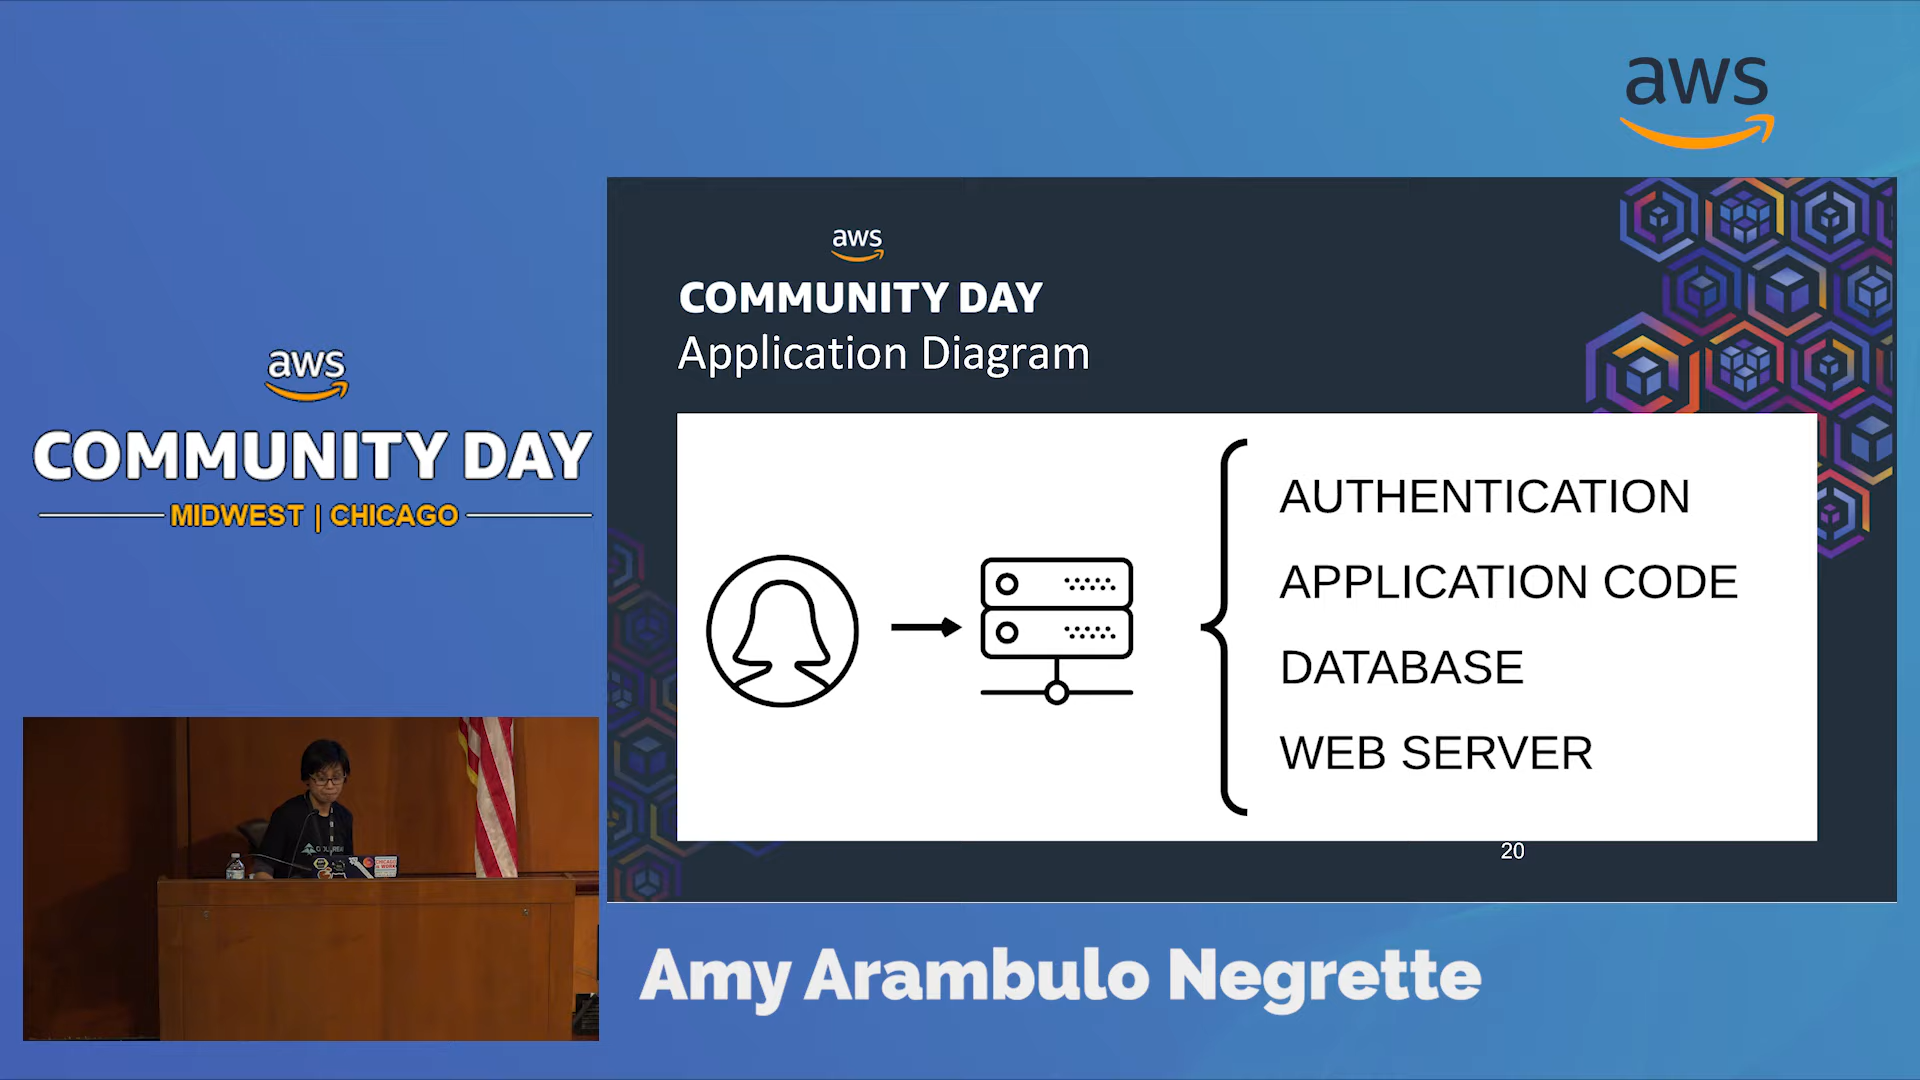 aws
aws
COMMUNITY DAY
MIDWEST | CHICAGO
aws
COMMUNITY DAY
Application Diagram
AUTHENTICATION
APPLICATION CODE
DATABASE
WEB SERVER
20
Amy Arambulo Negrette